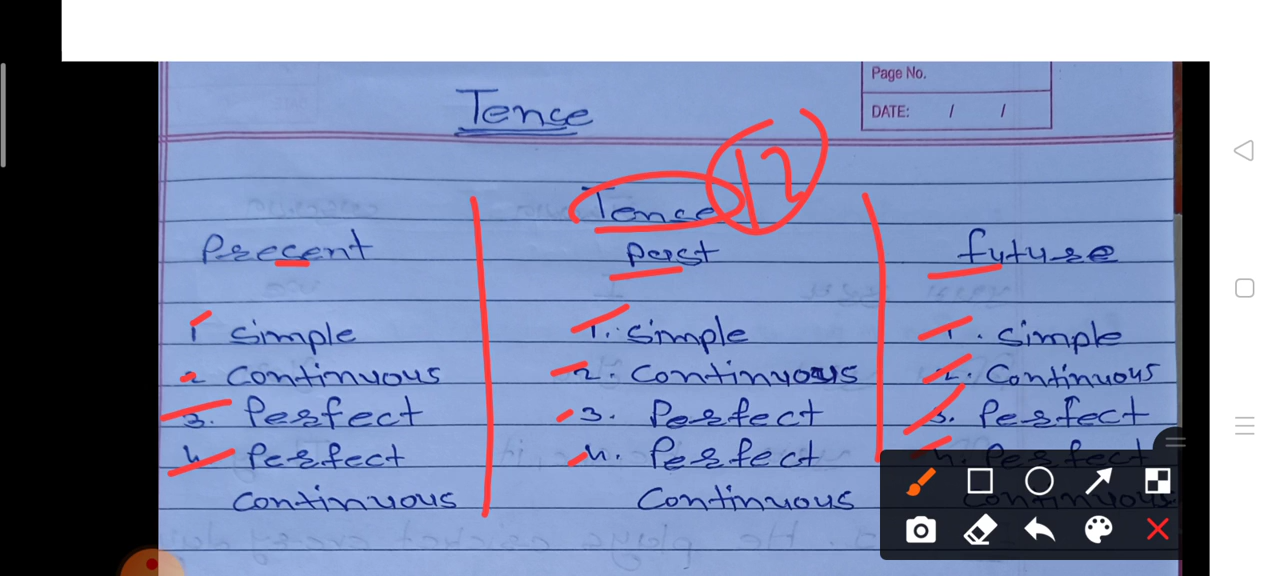 Page No.
Tence
DATE: / /
Tence 12
Precent past future
1 Simple 1. Simple 1. Simple
2 Continuous 2. Continuous 2. Continuous
3. Perfect 3. Perfect 3. Perfect
4. Perfect 4. Perfect 4. Perfect
Continuous Continuous Continuous